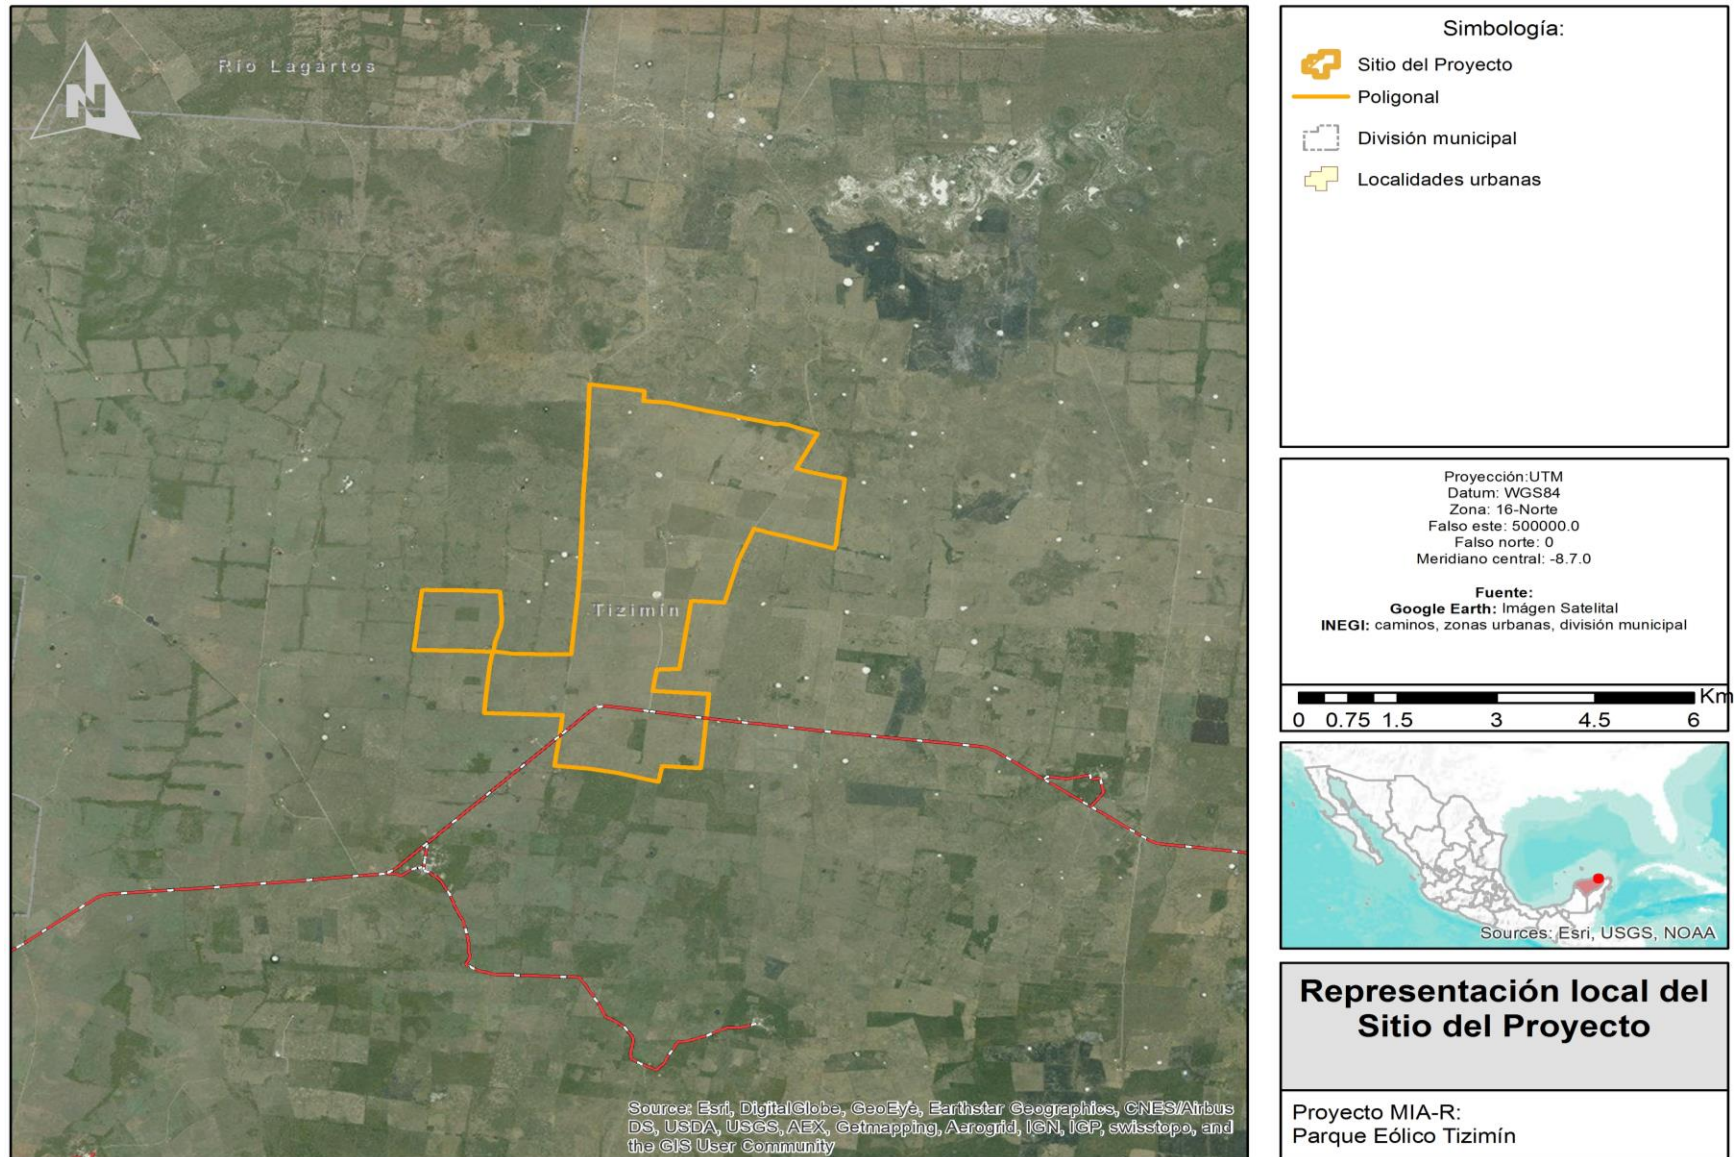 Río Lagartos
N
Tizimín
Source: Esri, DigitalGlobe, GeoEye, Earthstar Geographics, CNES/Airbus
DS, USDA, USGS, AEX, Getmapping, Aerogrid, IGN, IGP, swisstopo, and
the GIS User Community
Simbología:
Sitio del Proyecto
Poligonal
División municipal
Localidades urbanas
Proyección:UTM
Datum: WGS84
Zona: 16-Norte
Falso este: 500000.0
Falso norte: 0
Meridiano central: -8.7.0
Fuente:
Google Earth: Imágen Satelital
INEGI: caminos, zonas urbanas, división municipal
Km
0 0.75 1.5 3 4.5 6
Sources: Esri, USGS, NOAA
Representación local del
Sitio del Proyecto
Proyecto MIA-R:
Parque Eólico Tizimín